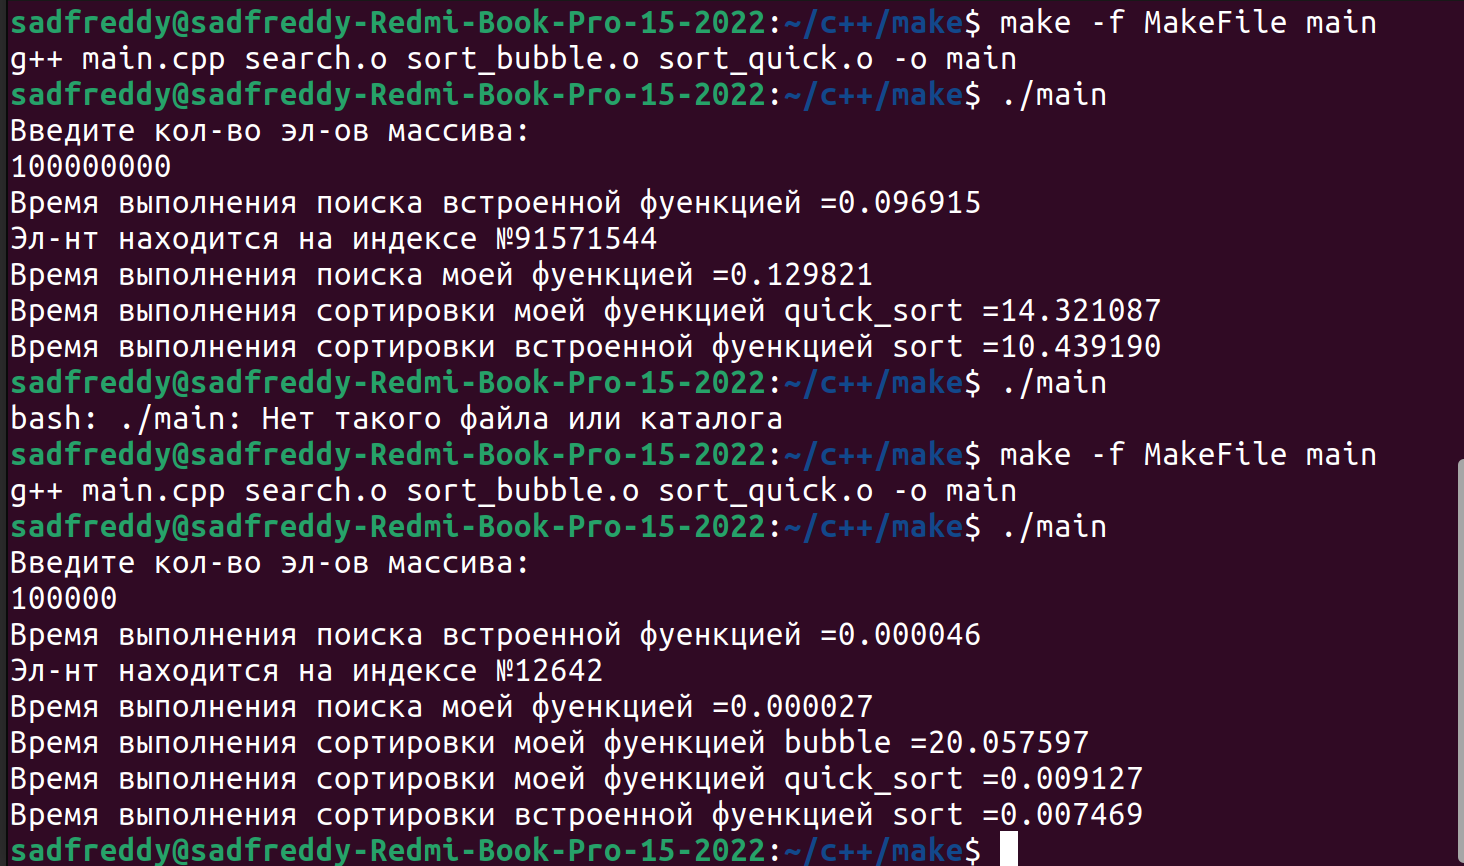 sadfreddy@sadfreddy-Redmi-Book-Pro-15-2022:~/c++/make$ make -f MakeFile main
g++ main.cpp search.o sort_bubble.o sort_quick.o -o main
sadfreddy@sadfreddy-Redmi-Book-Pro-15-2022:~/c++/make$ ./main
Введите кол-во эл-ов массива:
100000000
Время выполнения поиска встроенной фуенкцией =0.096915
Эл-нт находится на индексе №91571544
Время выполнения поиска моей фуенкцией =0.129821
Время выполнения сортировки моей фуенкцией quick_sort =14.321087
Время выполнения сортировки встроенной фуенкцией sort =10.439190
sadfreddy@sadfreddy-Redmi-Book-Pro-15-2022:~/c++/make$ ./main
bash: ./main: Нет такого файла или каталога
sadfreddy@sadfreddy-Redmi-Book-Pro-15-2022:~/c++/make$ make -f MakeFile main
g++ main.cpp search.o sort_bubble.o sort_quick.o -o main
sadfreddy@sadfreddy-Redmi-Book-Pro-15-2022:~/c++/make$ ./main
Введите кол-во эл-ов массива:
100000
Время выполнения поиска встроенной фуенкцией =0.000046
Эл-нт находится на индексе №12642
Время выполнения поиска моей фуенкцией =0.000027
Время выполнения сортировки моей фуенкцией bubble =20.057597
Время выполнения сортировки моей фуенкцией quick_sort =0.009127
Время выполнения сортировки встроенной фуенкцией sort =0.007469
sadfreddy@sadfreddy-Redmi-Book-Pro-15-2022:~/c++/make$